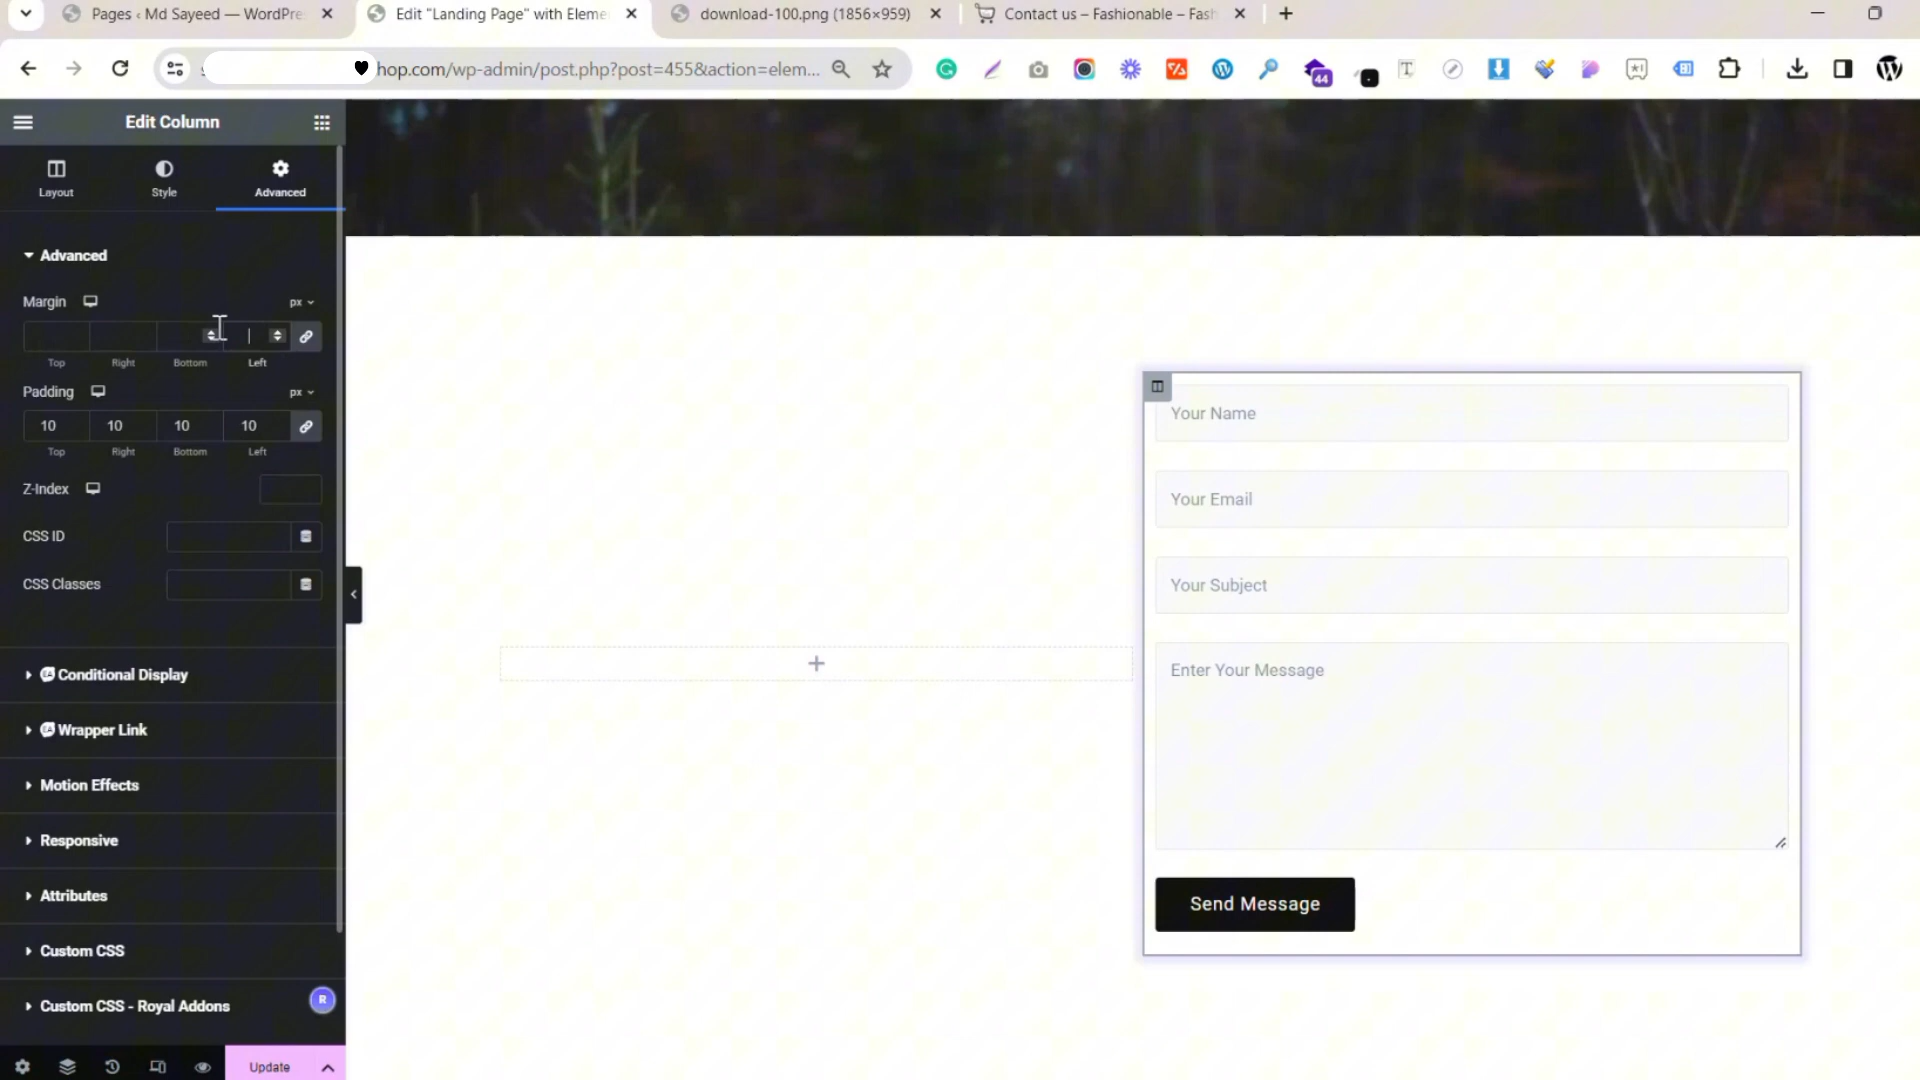 Pages ‹ Md Sayeed — WordPre
Edit "Landing Page" with Eleme
download-100.png (1856×959)
Contact us – Fashionable – Fash
hop.com/wp-admin/post.php?post=455&action=elem...
44
Edit Column
Layout
Style
Advanced
Advanced
Margin
px
Top
Right
Bottom
Left
Padding
px
10
10
10
10
Top
Right
Bottom
Left
Z-Index
CSS ID
CSS Classes
Conditional Display
Wrapper Link
Motion Effects
Responsive
Attributes
Custom CSS
Custom CSS - Royal Addons
R
Update
Your Name
Your Email
Your Subject
Enter Your Message
Send Message